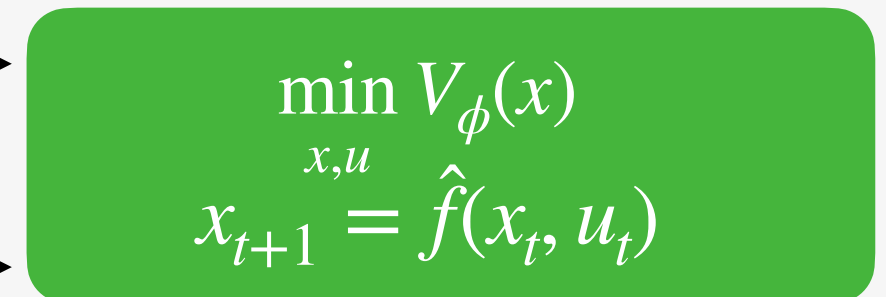 min V_ϕ(x)
x,u
x_{t+1} = f̂(x_t, u_t)